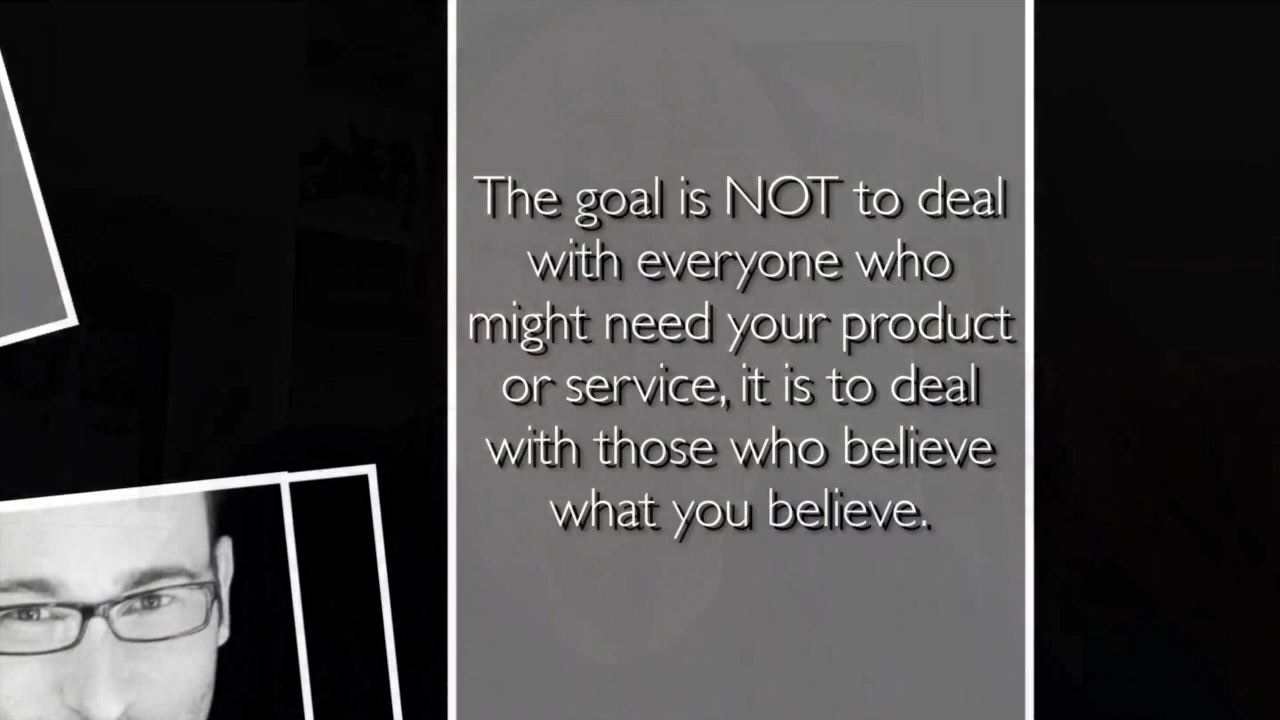 The goal is NOT to deal
with everyone who
might need your product
or service, it is to deal
with those who believe
what you believe.